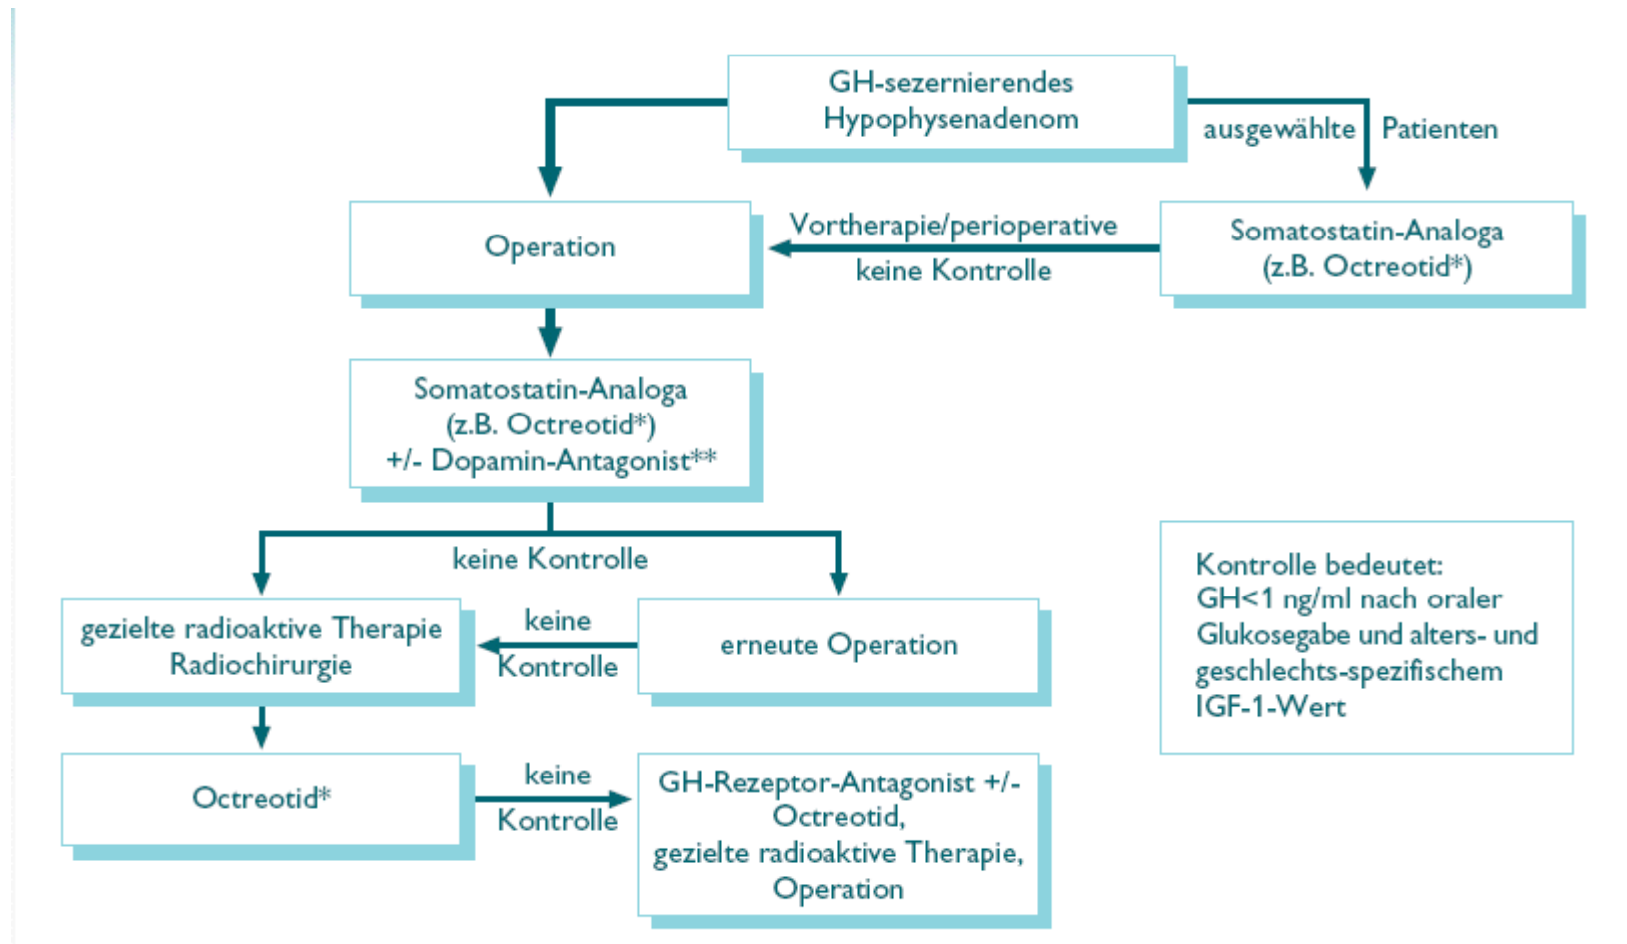 GH-sezernierendes
Hypophysenadenom
ausgewählte Patienten
Operation
Vortherapie/perioperative
keine Kontrolle
Somatostatin-Analoga
(z.B. Octreotid*)
Somatostatin-Analoga
(z.B. Octreotid*)
+/- Dopamin-Antagonist**
keine Kontrolle
gezielte radioaktive Therapie
Radiochirurgie
keine
Kontrolle
erneute Operation
Kontrolle bedeutet:
GH<1 ng/ml nach oraler
Glukosegabe und alters- und
geschlechts-spezifischem
IGF-1-Wert
Octreotid*
keine
Kontrolle
GH-Rezeptor-Antagonist +/-
Octreotid,
gezielte radioaktive Therapie,
Operation